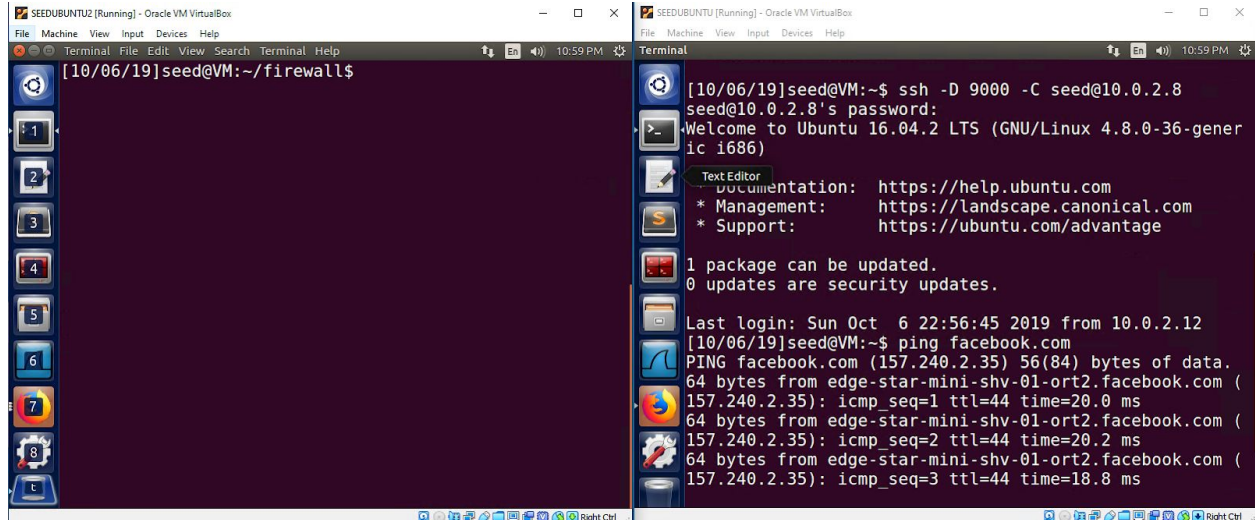 SEEDUBUNTU2 [Running] - Oracle VM VirtualBox
File Machine View Input Devices Help
Terminal File Edit View Search Terminal Help En 10:59 PM
[10/06/19]seed@VM:~/firewall$
1
2
3
4
5
6
7
8
t
Right Ctrl
SEEDUBUNTU [Running] - Oracle VM VirtualBox
File Machine View Input Devices Help
Terminal En 10:59 PM
[10/06/19]seed@VM:~$ ssh -D 9000 -C seed@10.0.2.8
seed@10.0.2.8's password:
Welcome to Ubuntu 16.04.2 LTS (GNU/Linux 4.8.0-36-gener
ic i686)
Text Editor
* Documentation: https://help.ubuntu.com
* Management: https://landscape.canonical.com
* Support: https://ubuntu.com/advantage
1 package can be updated.
0 updates are security updates.
Last login: Sun Oct  6 22:56:45 2019 from 10.0.2.12
[10/06/19]seed@VM:~$ ping facebook.com
PING facebook.com (157.240.2.35) 56(84) bytes of data.
64 bytes from edge-star-mini-shv-01-ort2.facebook.com (
157.240.2.35): icmp_seq=1 ttl=44 time=20.0 ms
64 bytes from edge-star-mini-shv-01-ort2.facebook.com (
157.240.2.35): icmp_seq=2 ttl=44 time=20.2 ms
64 bytes from edge-star-mini-shv-01-ort2.facebook.com (
157.240.2.35): icmp_seq=3 ttl=44 time=18.8 ms
Right Ctrl